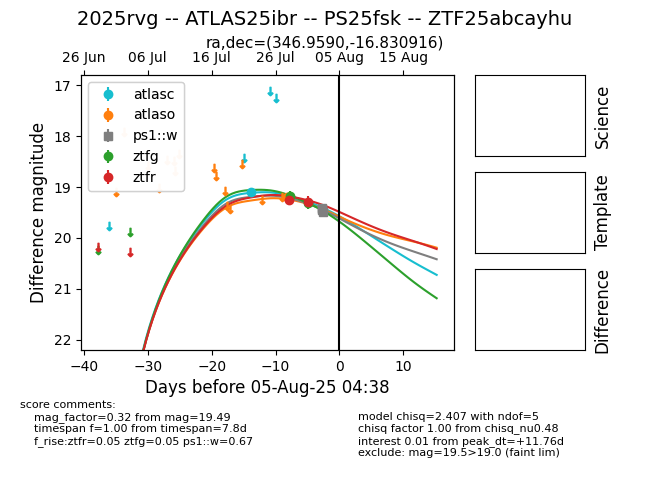 2025rvg -- ATLAS25ibr -- PS25fsk -- ZTF25abcayhu
ra,dec=(346.9590,-16.830916)
26 Jun 06 Jul 16 Jul 26 Jul 05 Aug 15 Aug
17
18
19
20
21
22
Difference magnitude
atlasc
atlaso
ps1::w
ztfg
ztfr
−40 −30 −20 −10 0 10
Days before 05-Aug-25 04:38
Science
Template
Difference
score comments:
mag_factor=0.32 from mag=19.49
timespan f=1.00 from timespan=7.8d
f_rise:ztfr=0.05 ztfg=0.05 ps1::w=0.67
model chisq=2.407 with ndof=5
chisq factor 1.00 from chisq_nu0.48
interest 0.01 from peak_dt=+11.76d
exclude: mag=19.5>19.0 (faint lim)